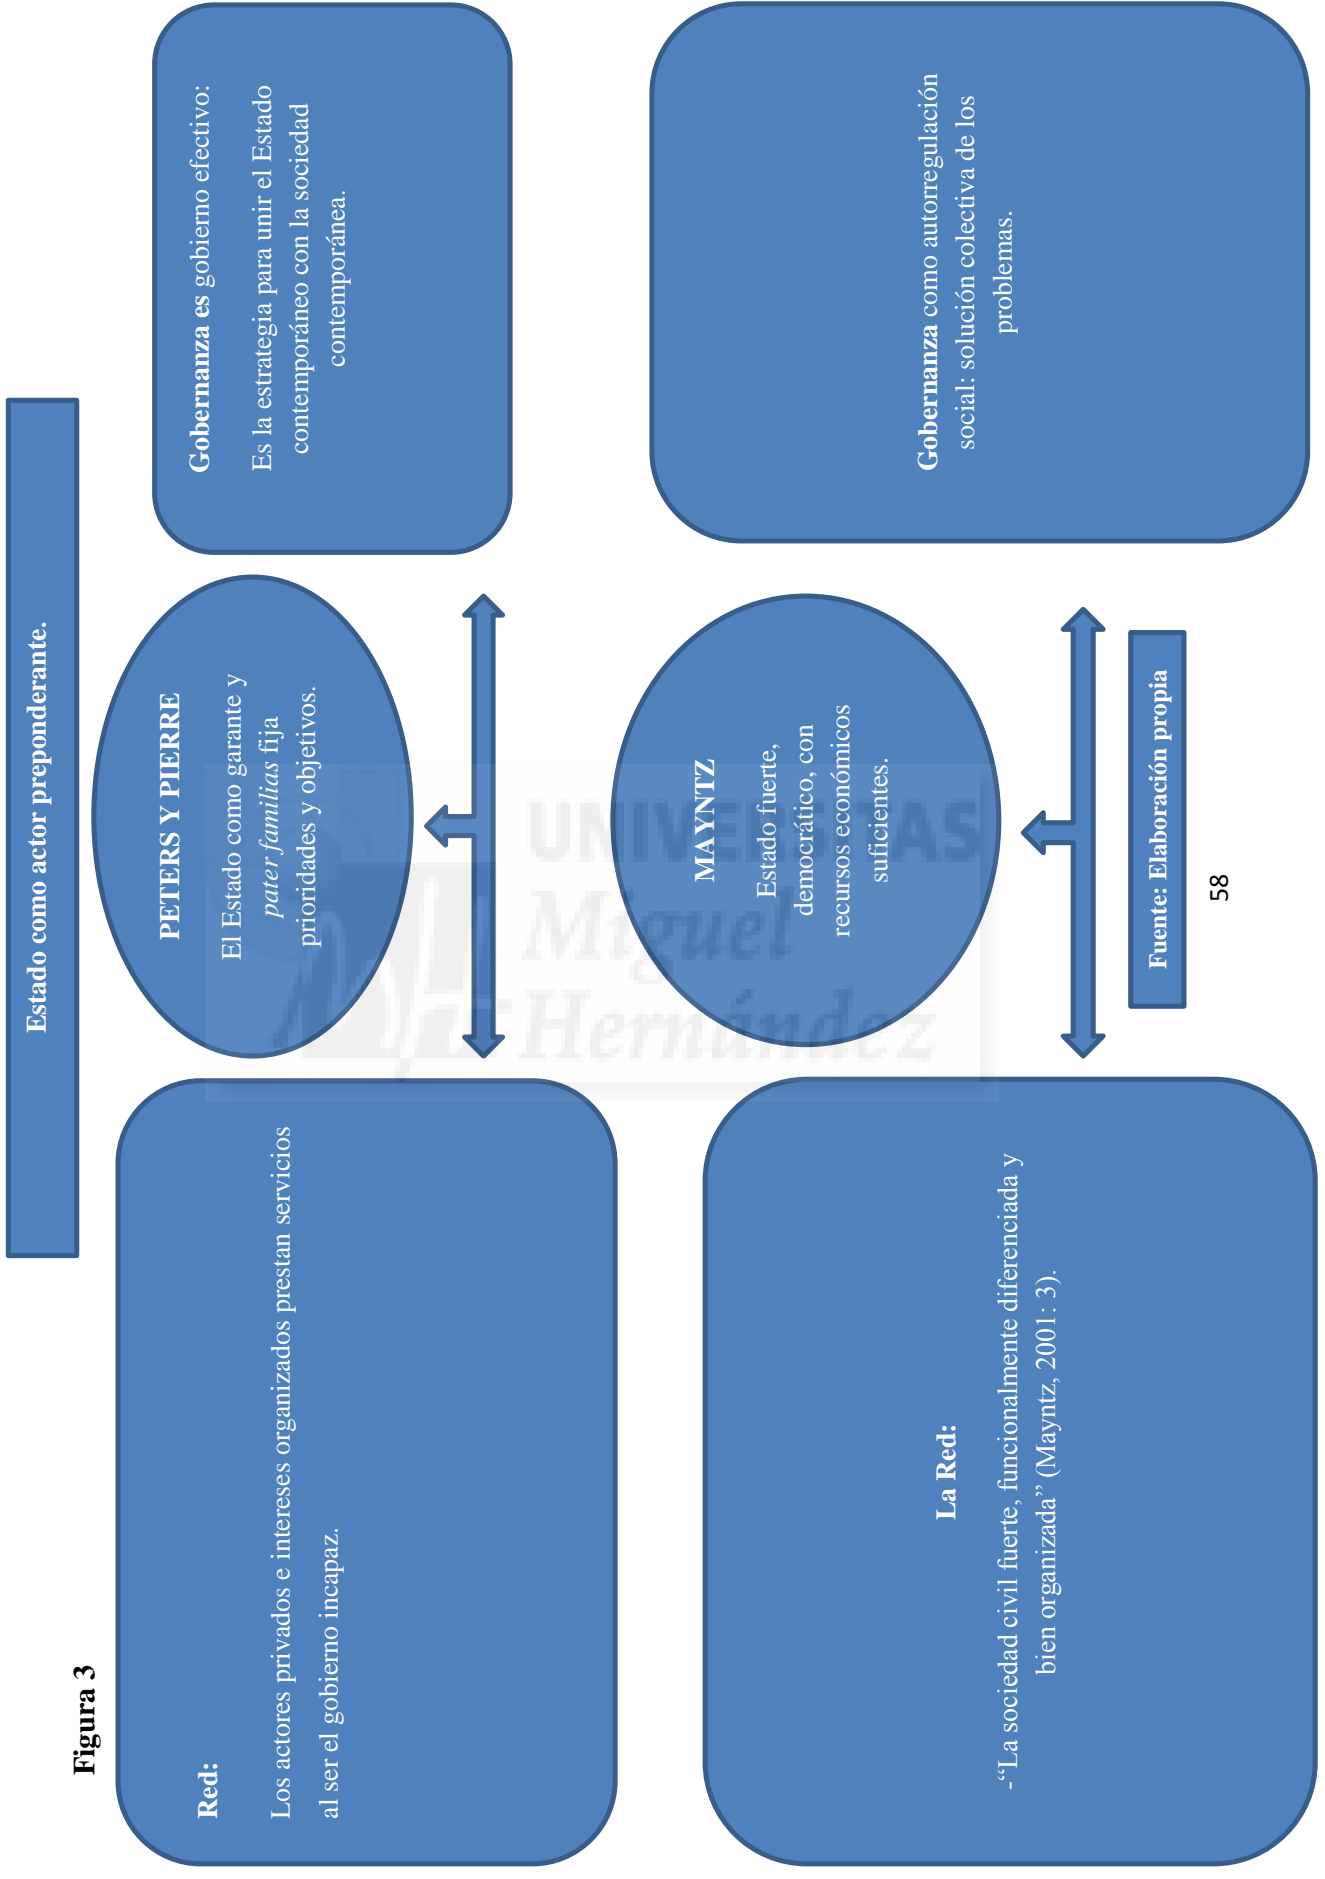 Figura 3
Estado como actor preponderante.
Red:
Los actores privados e intereses organizados prestan servicios
al ser el gobierno incapaz.
PETERS Y PIERRE
El Estado como garante y
pater familias fija
prioridades y objetivos.
Gobernanza es gobierno efectivo:
Es la estrategia para unir el Estado
contemporáneo con la sociedad
contemporánea.
La Red:
-“La sociedad civil fuerte, funcionalmente diferenciada y
bien organizada” (Mayntz, 2001: 3).
MAYNTZ
Estado fuerte,
democrático, con
recursos económicos
suficientes.
Gobernanza como autorregulación
social: solución colectiva de los
problemas.
UNIVERSITAS
Miguel
Hernández
Fuente: Elaboración propia
58